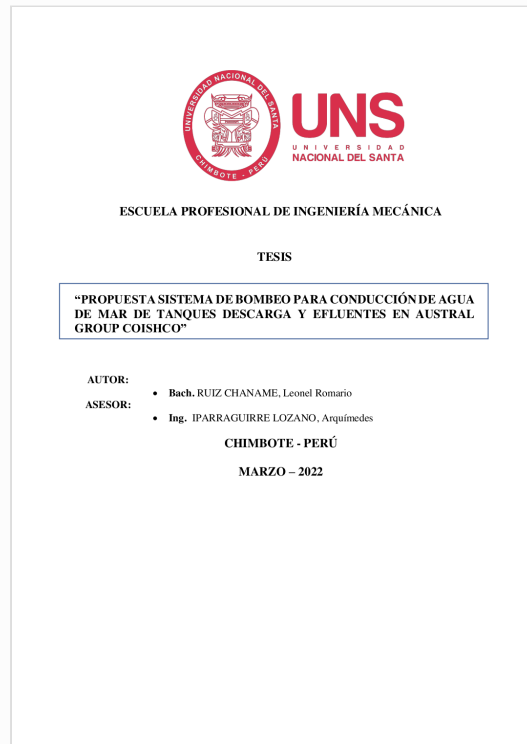 UNIVERSIDAD NACIONAL DEL SANTA
CHIMBOTE - PERÚ
UNS
UNIVERSIDAD
NACIONAL DEL SANTA
ESCUELA PROFESIONAL DE INGENIERÍA MECÁNICA
TESIS
“PROPUESTA SISTEMA DE BOMBEO PARA CONDUCCIÓN DE AGUA
DE MAR DE TANQUES DESCARGA Y EFLUENTES EN AUSTRAL
GROUP COISHCO”
AUTOR:
• Bach. RUIZ CHANAME, Leonel Romario
ASESOR:
• Ing. IPARRAGUIRRE LOZANO, Arquímedes
CHIMBOTE - PERÚ
MARZO – 2022